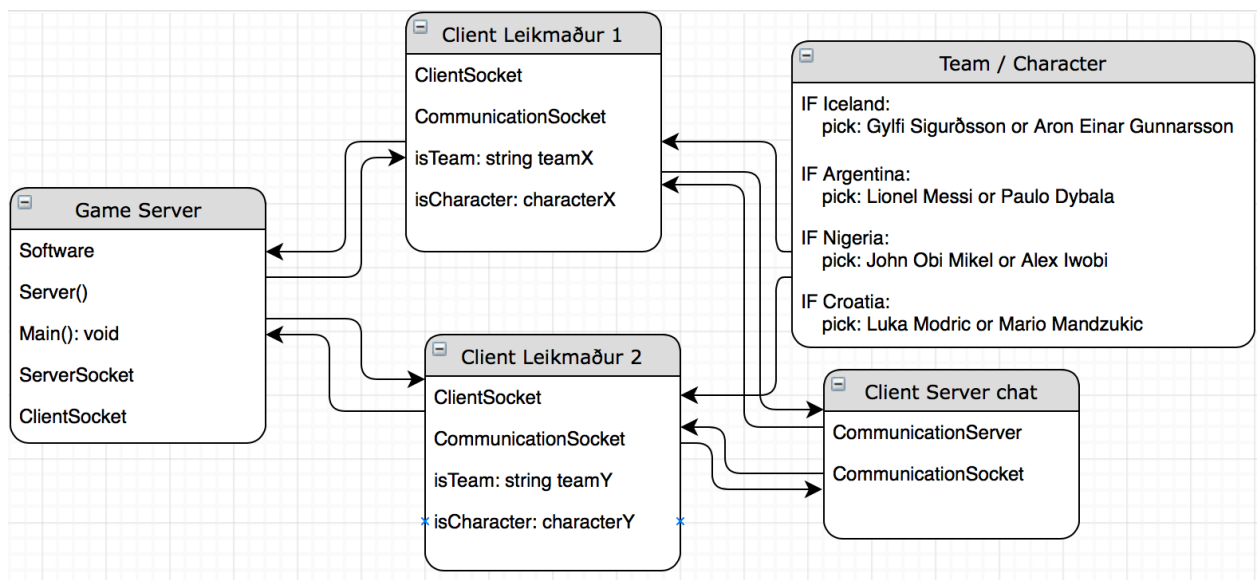 Game Server
Software
Server()
Main(): void
ServerSocket
ClientSocket
Client Leikmaður 1
ClientSocket
CommunicationSocket
isTeam: string teamX
isCharacter: characterX
Client Leikmaður 2
ClientSocket
CommunicationSocket
isTeam: string teamY
isCharacter: characterY
Team / Character
IF Iceland:
pick: Gylfi Sigurðsson or Aron Einar Gunnarsson
IF Argentina:
pick: Lionel Messi or Paulo Dybala
IF Nigeria:
pick: John Obi Mikel or Alex Iwobi
IF Croatia:
pick: Luka Modric or Mario Mandzukic
Client Server chat
CommunicationServer
CommunicationSocket